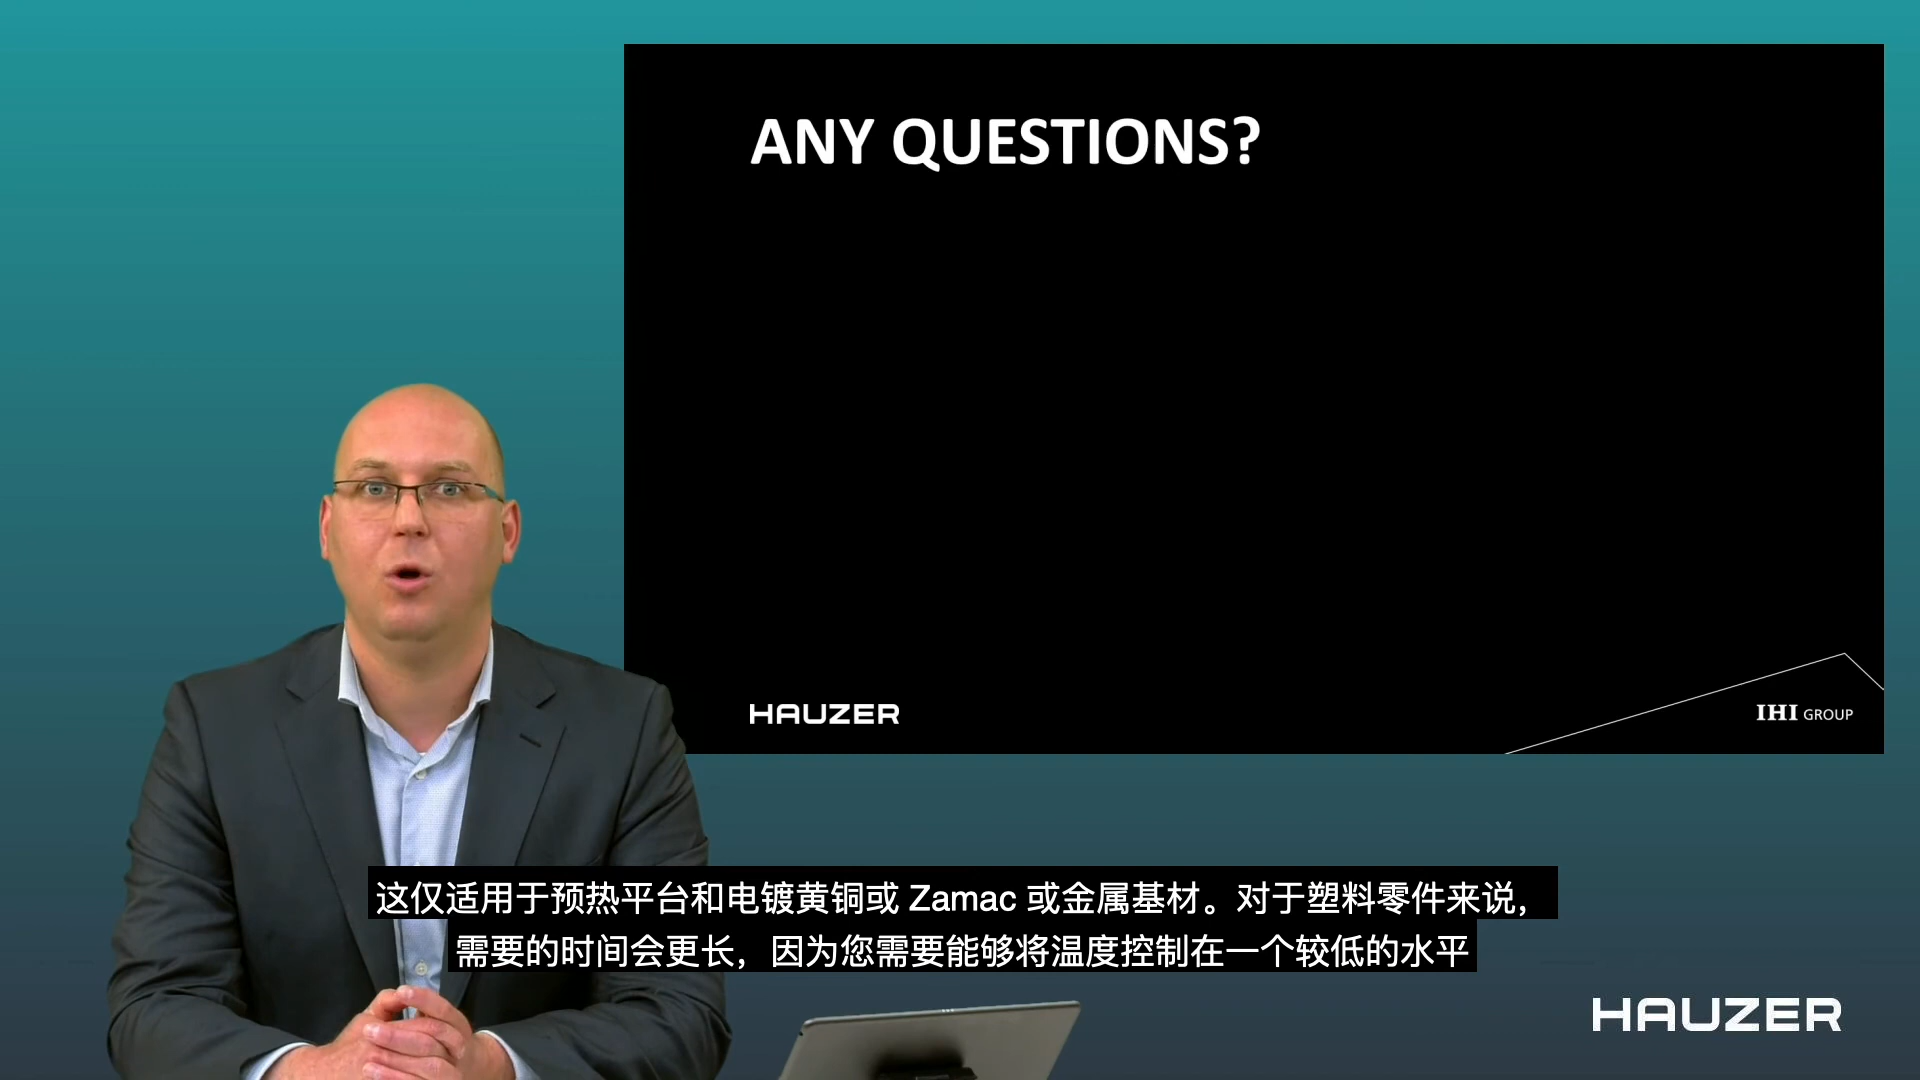 ANY QUESTIONS?
HAUZER
IHI GROUP
这仅适用于预热平台和电镀黄铜或 Zamac 或金属基材。对于塑料零件来说，
需要的时间会更长，因为您需要能够将温度控制在一个较低的水平
HAUZER